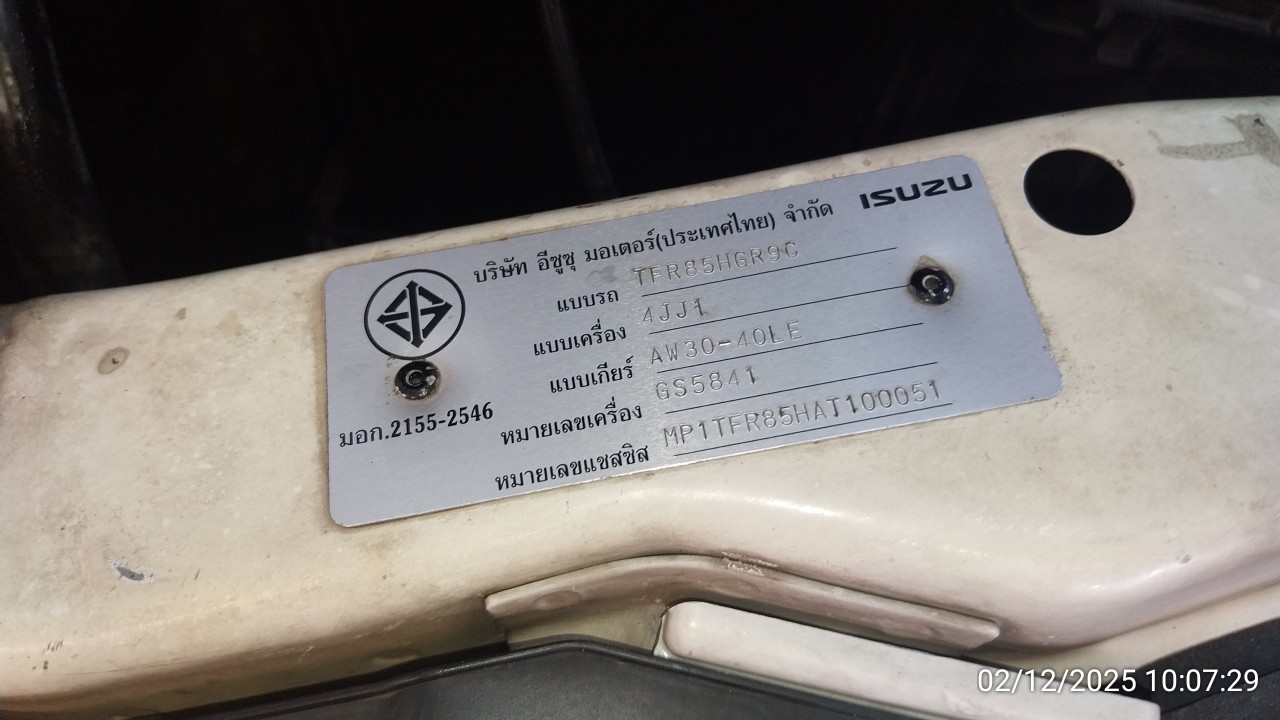 บริษัท อีซูซุ มอเตอร์(ประเทศไทย) จำกัด ISUZU
แบบรถ TFR85HGR9C
แบบเครื่อง 4JJ1
แบบเกียร์ AW30-40LE
หมายเลขเครื่อง GS5841
หมายเลขแชสซิส MP1TFR85HAT100051
มอก.2155-2546
02/12/2025 10:07:29